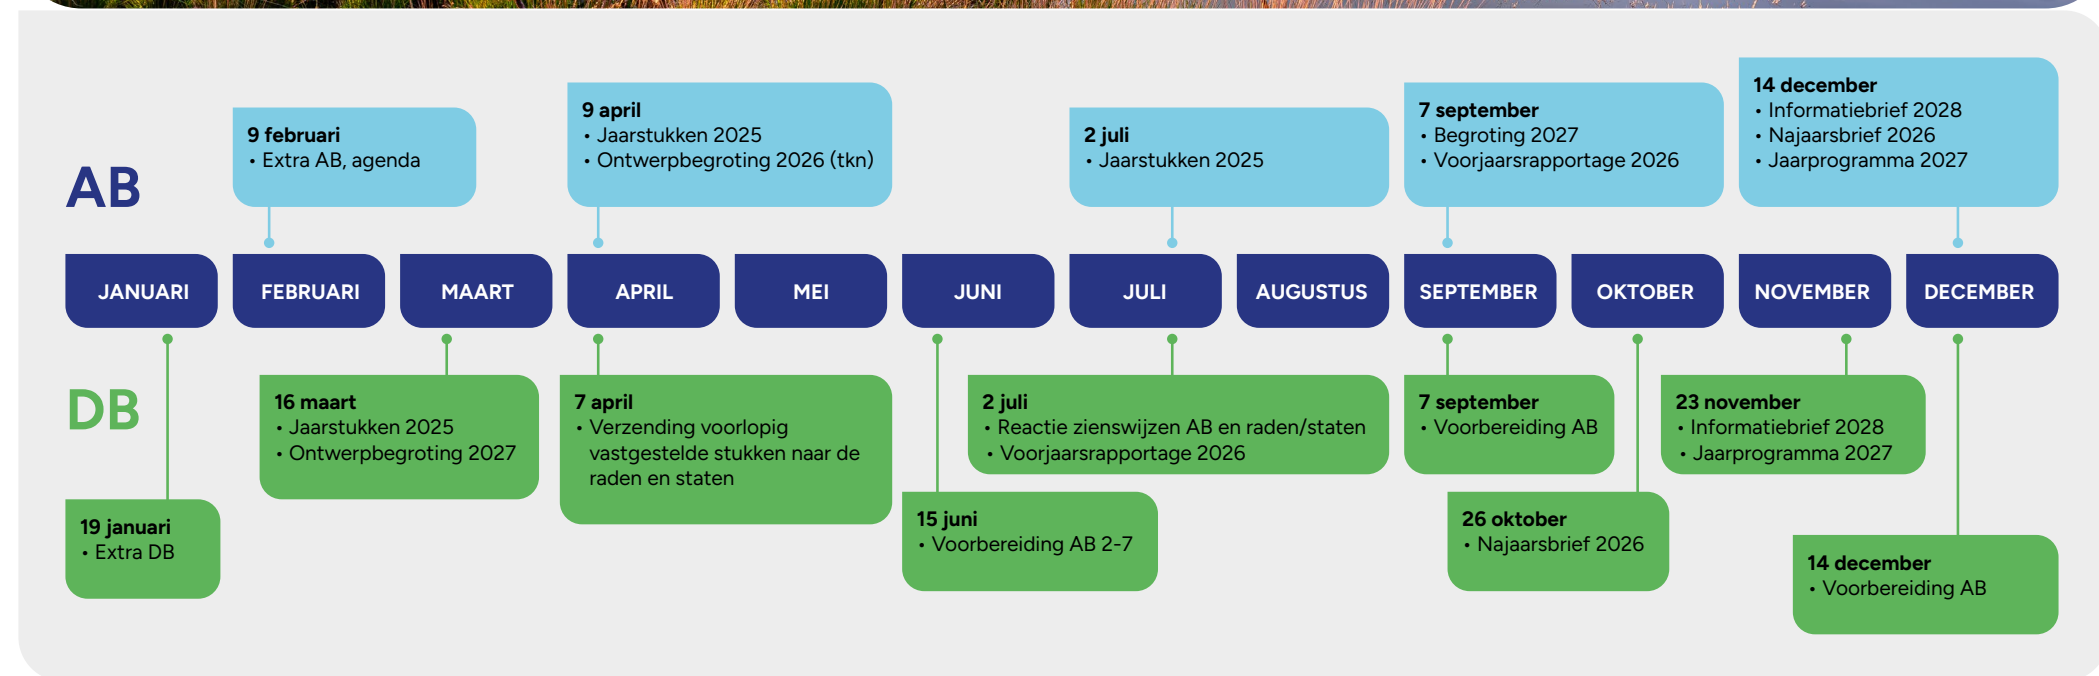 9 februari
• Extra AB, agenda
9 april
• Jaarstukken 2025
• Ontwerpbegroting 2026 (tkn)
2 juli
• Jaarstukken 2025
7 september
• Begroting 2027
• Voorjaarsrapportage 2026
14 december
• Informatiebrief 2028
• Najaarsbrief 2026
• Jaarprogramma 2027
AB
JANUARI
FEBRUARI
MAART
APRIL
MEI
JUNI
JULI
AUGUSTUS
SEPTEMBER
OKTOBER
NOVEMBER
DECEMBER
DB
19 januari
• Extra DB
16 maart
• Jaarstukken 2025
• Ontwerpbegroting 2027
7 april
• Verzending voorlopig
vastgestelde stukken naar de
raden en staten
15 juni
• Voorbereiding AB 2-7
2 juli
• Reactie zienswijzen AB en raden/staten
• Voorjaarsrapportage 2026
7 september
• Voorbereiding AB
26 oktober
• Najaarsbrief 2026
23 november
• Informatiebrief 2028
• Jaarprogramma 2027
14 december
• Voorbereiding AB